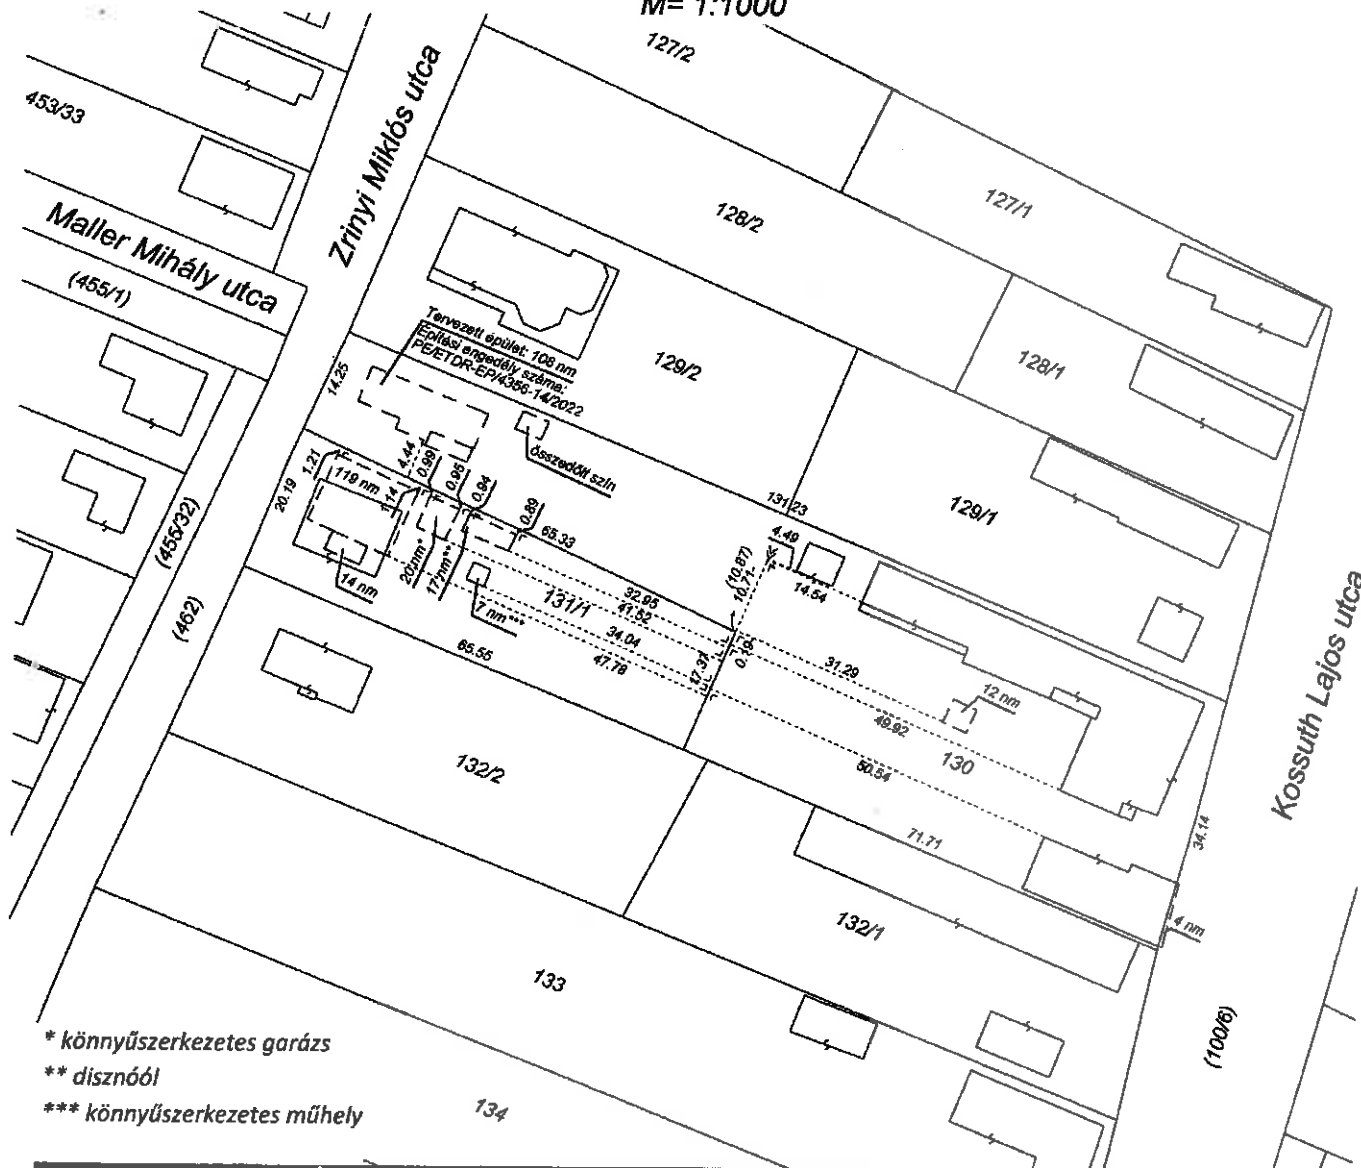 M= 1:1000
127/2
453/33
Zrinyi Miklós utca
127/1
128/2
Maller Mihály utca
(455/1)
Tervezett épület: 108 nm
Építési engedély száma:
PE/ETDR-EP/4356-14/2022
129/2
128/1
14.25
összedőlt szín
4.44
0.99
0.95
0.94
0.89
1.21
119 nm
20.19
65.33
131.23
129/1
4.49
(10.87)
10.71
14.54
(455/32)
20 nm*
17 nm**
14 nm
7 nm***
131/1
32.95
41.52
34.04
47.78
17.37
0.19
31.29
12 nm
49.92
130
50.54
(462)
65.55
132/2
Kossuth Lajos utca
34.14
71.71
132/1
4 nm
133
(100/6)
* könnyűszerkezetes garázs
** disznóól
*** könnyűszerkezetes műhely
134